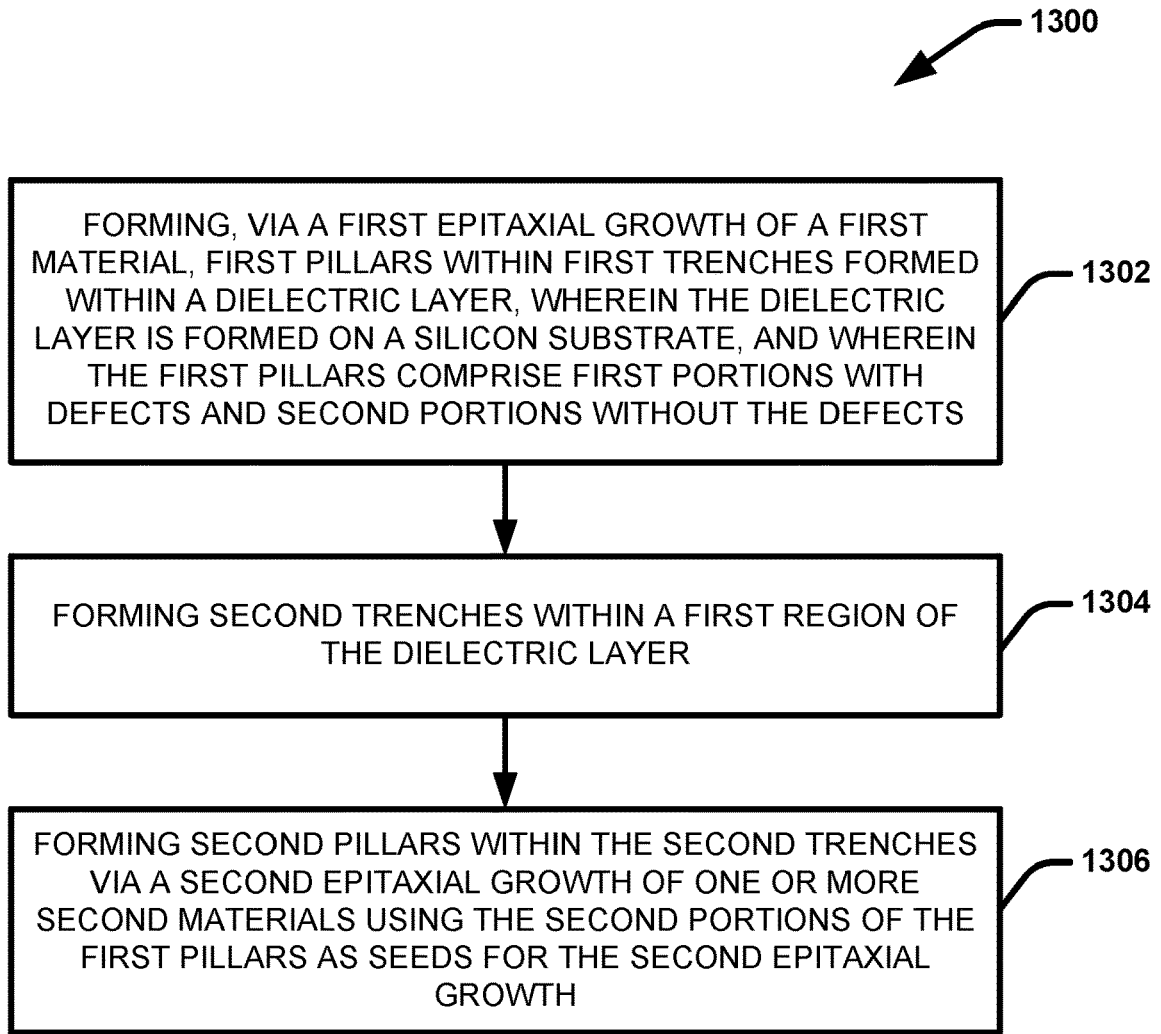 1300
FORMING, VIA A FIRST EPITAXIAL GROWTH OF A FIRST
MATERIAL, FIRST PILLARS WITHIN FIRST TRENCHES FORMED
WITHIN A DIELECTRIC LAYER, WHEREIN THE DIELECTRIC
LAYER IS FORMED ON A SILICON SUBSTRATE, AND WHEREIN
THE FIRST PILLARS COMPRISE FIRST PORTIONS WITH
DEFECTS AND SECOND PORTIONS WITHOUT THE DEFECTS
1302
FORMING SECOND TRENCHES WITHIN A FIRST REGION OF
THE DIELECTRIC LAYER
1304
FORMING SECOND PILLARS WITHIN THE SECOND TRENCHES
VIA A SECOND EPITAXIAL GROWTH OF ONE OR MORE
SECOND MATERIALS USING THE SECOND PORTIONS OF THE
FIRST PILLARS AS SEEDS FOR THE SECOND EPITAXIAL
GROWTH
1306